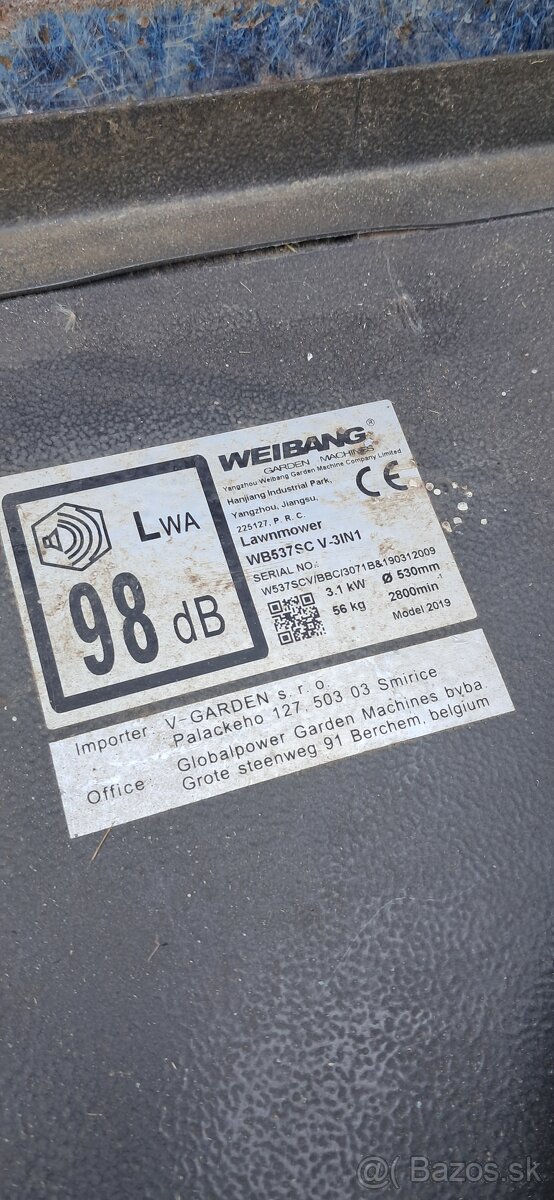 WEIBANG®
GARDEN MACHINES
Yangzhou Weibang Garden Machine Company Limited
Hanjiang Industrial Park,
Yangzhou, Jiangsu,
225127, P. R. C.
CE
Lawnmower
WB537SC V-3IN1
SERIAL NO.:
W537SCV/BBC/3071B&190312009
3.1 kW Ø 530mm
56 kg 2800min-1
Model 2019
LWA
98 dB
Importer V-GARDEN s. r. o.
Palackeho 127, 503 03 Smirice
Office Globalpower Garden Machines bvba.
Grote steenweg 91 Berchem, belgium
@( Bazos.sk